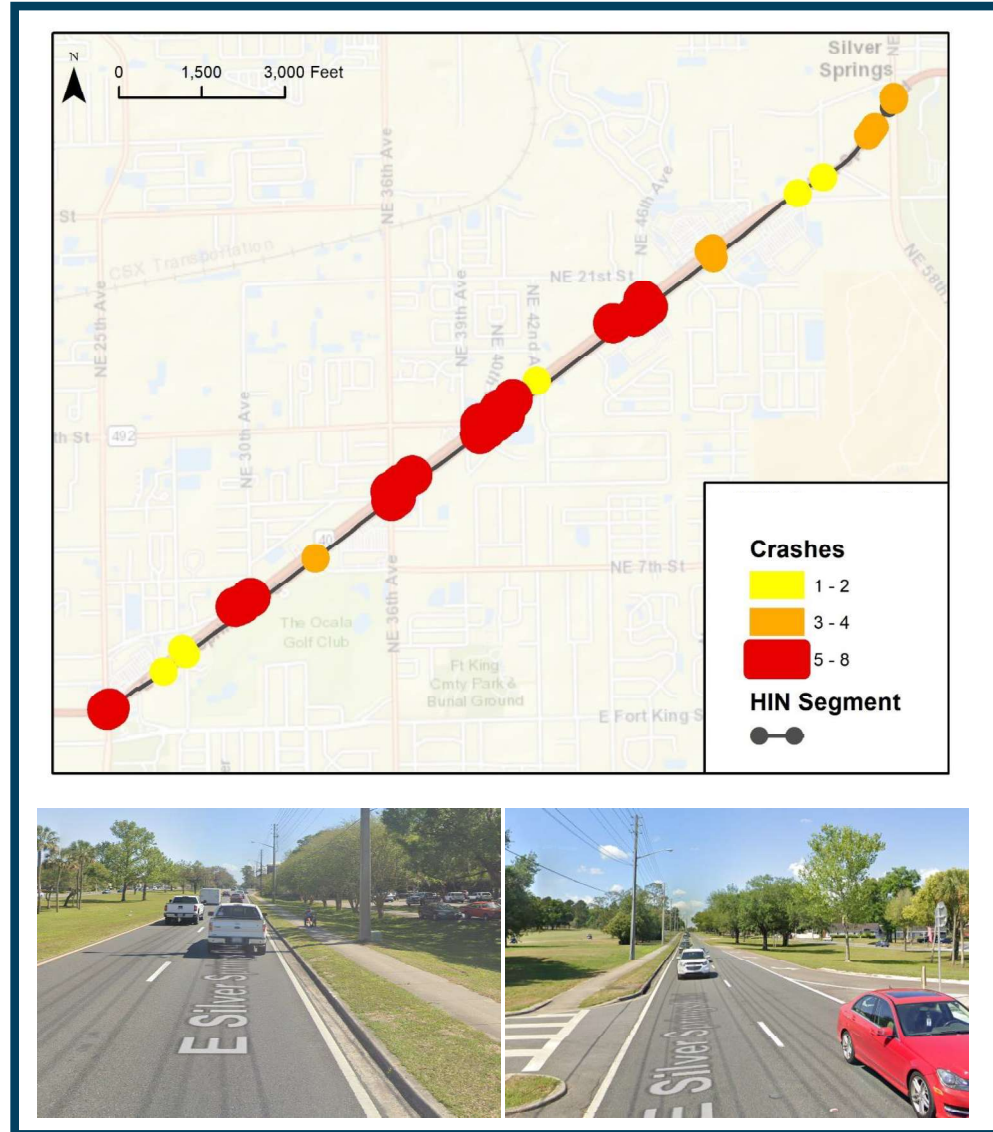 N
0 1,500 3,000 Feet
Silver
Springs
NE 36th Ave
NE 46th Ave
St
CSX Transportation
NE 21st St
NE 58th
NE 25th Ave
NE 39th Ave
NE 40th
NE 42nd A
th St
492
NE 30th Ave
40
NE 7th St
The Ocala
Golf Club
NE 36th Ave
Ft King
Cmty Park &
Burial Ground
E Fort King S
Crashes
1 - 2
3 - 4
5 - 8
HIN Segment
E Silver Springs
E Silver Springs